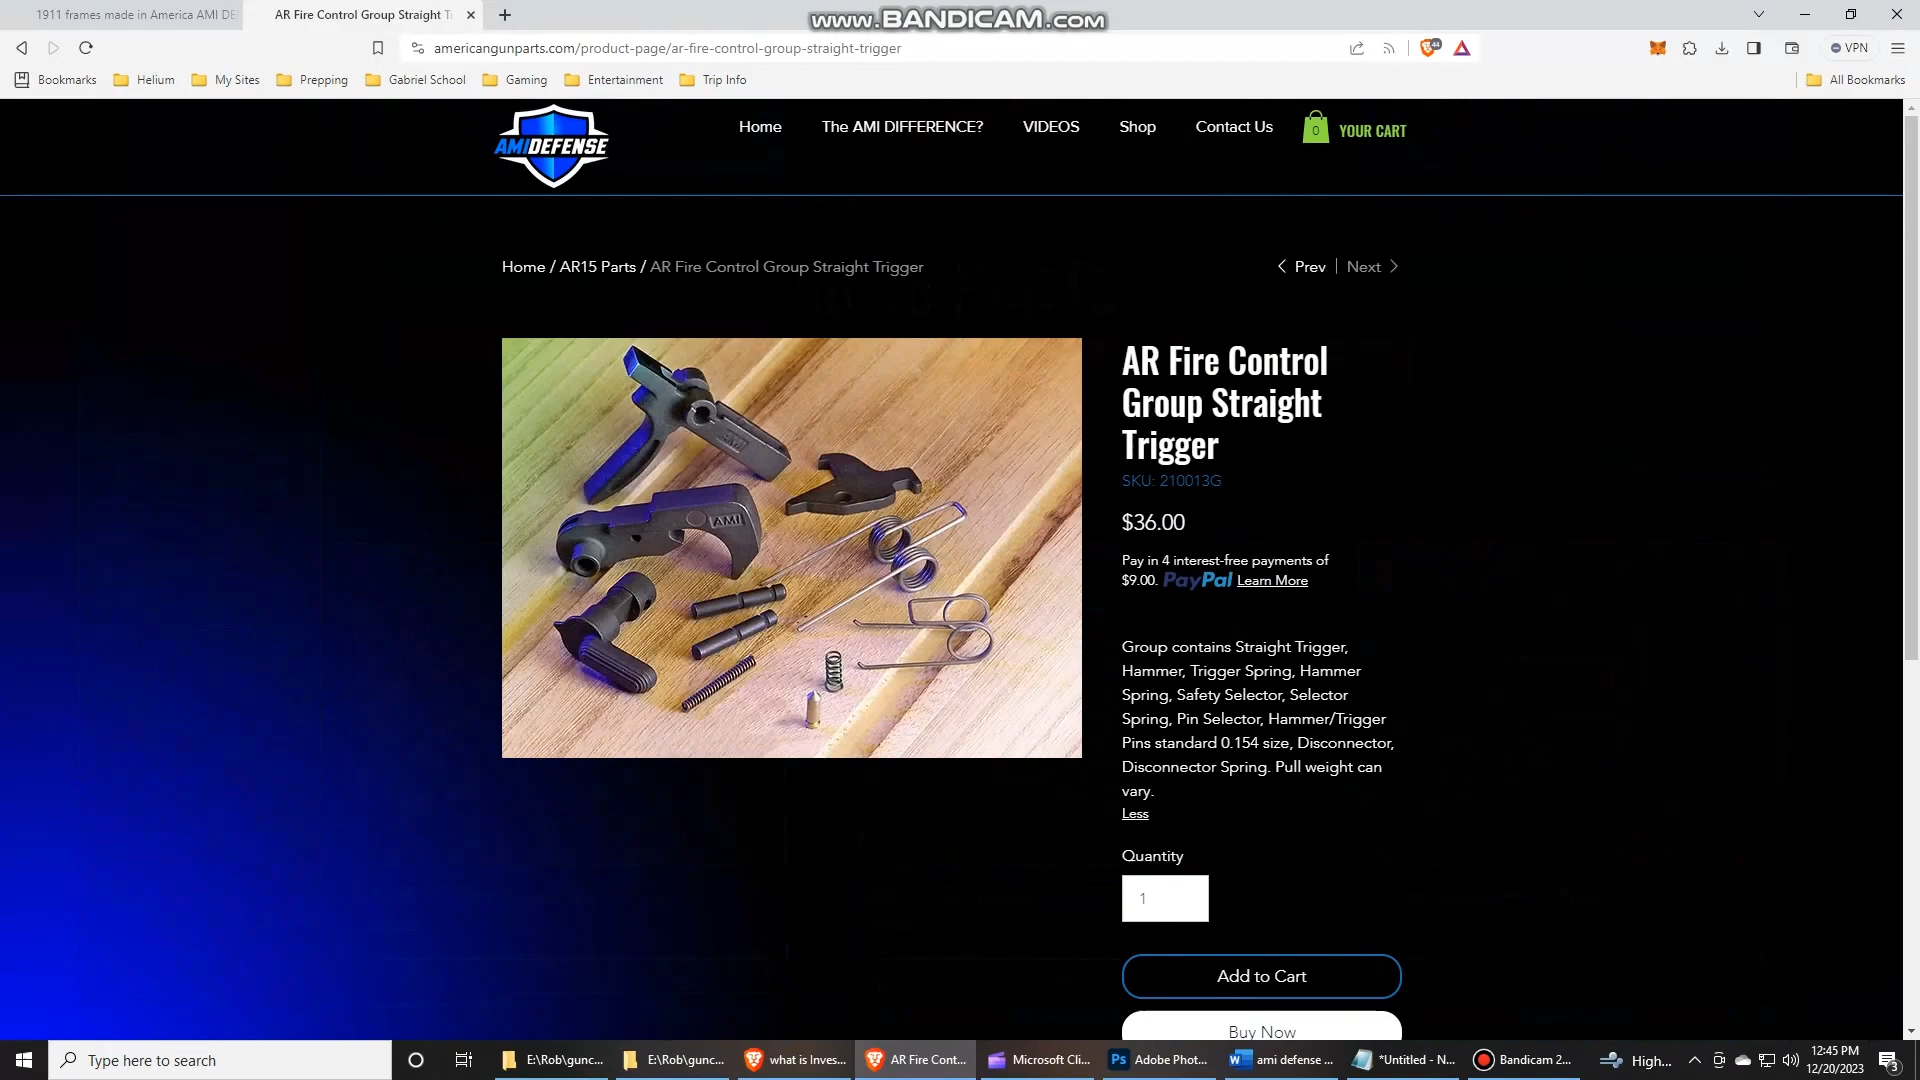 1911 frames made in America AMI DE
AR Fire Control Group Straight T
www.BANDICAM.com
americangunparts.com/product-page/ar-fire-control-group-straight-trigger
44
VPN
Bookmarks
Helium
My Sites
Prepping
Gabriel School
Gaming
Entertainment
Trip Info
All Bookmarks
AMIDEFENSE
Home
The AMI DIFFERENCE?
VIDEOS
Shop
Contact Us
0
YOUR CART
Home / AR15 Parts / AR Fire Control Group Straight Trigger
Prev
Next
AMI
AMI
AR Fire Control
Group Straight
Trigger
SKU: 210013G
$36.00
Pay in 4 interest-free payments of
$9.00. PayPal Learn More
Group contains Straight Trigger,
Hammer, Trigger Spring, Hammer
Spring, Safety Selector, Selector
Spring, Pin Selector, Hammer/Trigger
Pins standard 0.154 size, Disconnector,
Disconnector Spring. Pull weight can
vary.
Less
Quantity
1
Add to Cart
Buy Now
Type here to search
E:\Rob\gunc...
E:\Rob\gunc...
what is Inves...
AR Fire Cont...
Microsoft Cli...
Ps
Adobe Phot...
ami defense ...
*Untitled - N...
Bandicam 2...
High...
12:45 PM
12/20/2023
3